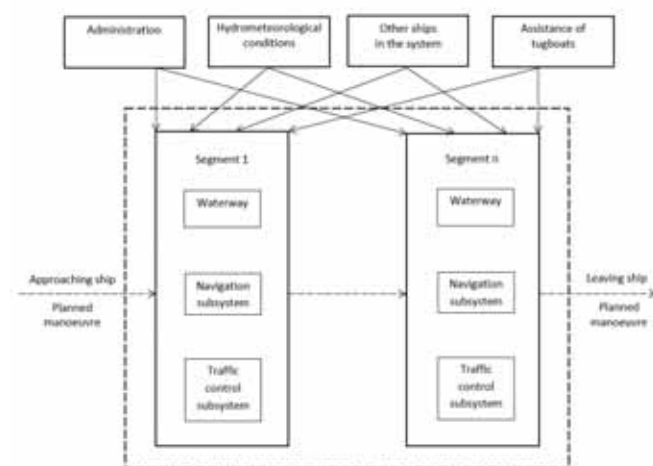 Administration
Hydrometeorological
conditions
Other ships
in the system
Assistance of
tugboats
Segment 1
Waterway
Navigation
subsystem
Traffic
control
subsystem
Segment n
Waterway
Navigation
subsystem
Traffic
control
subsystem
Approaching ship
Planned
manoeuvre
Leaving ship
Planned
manoeuvre